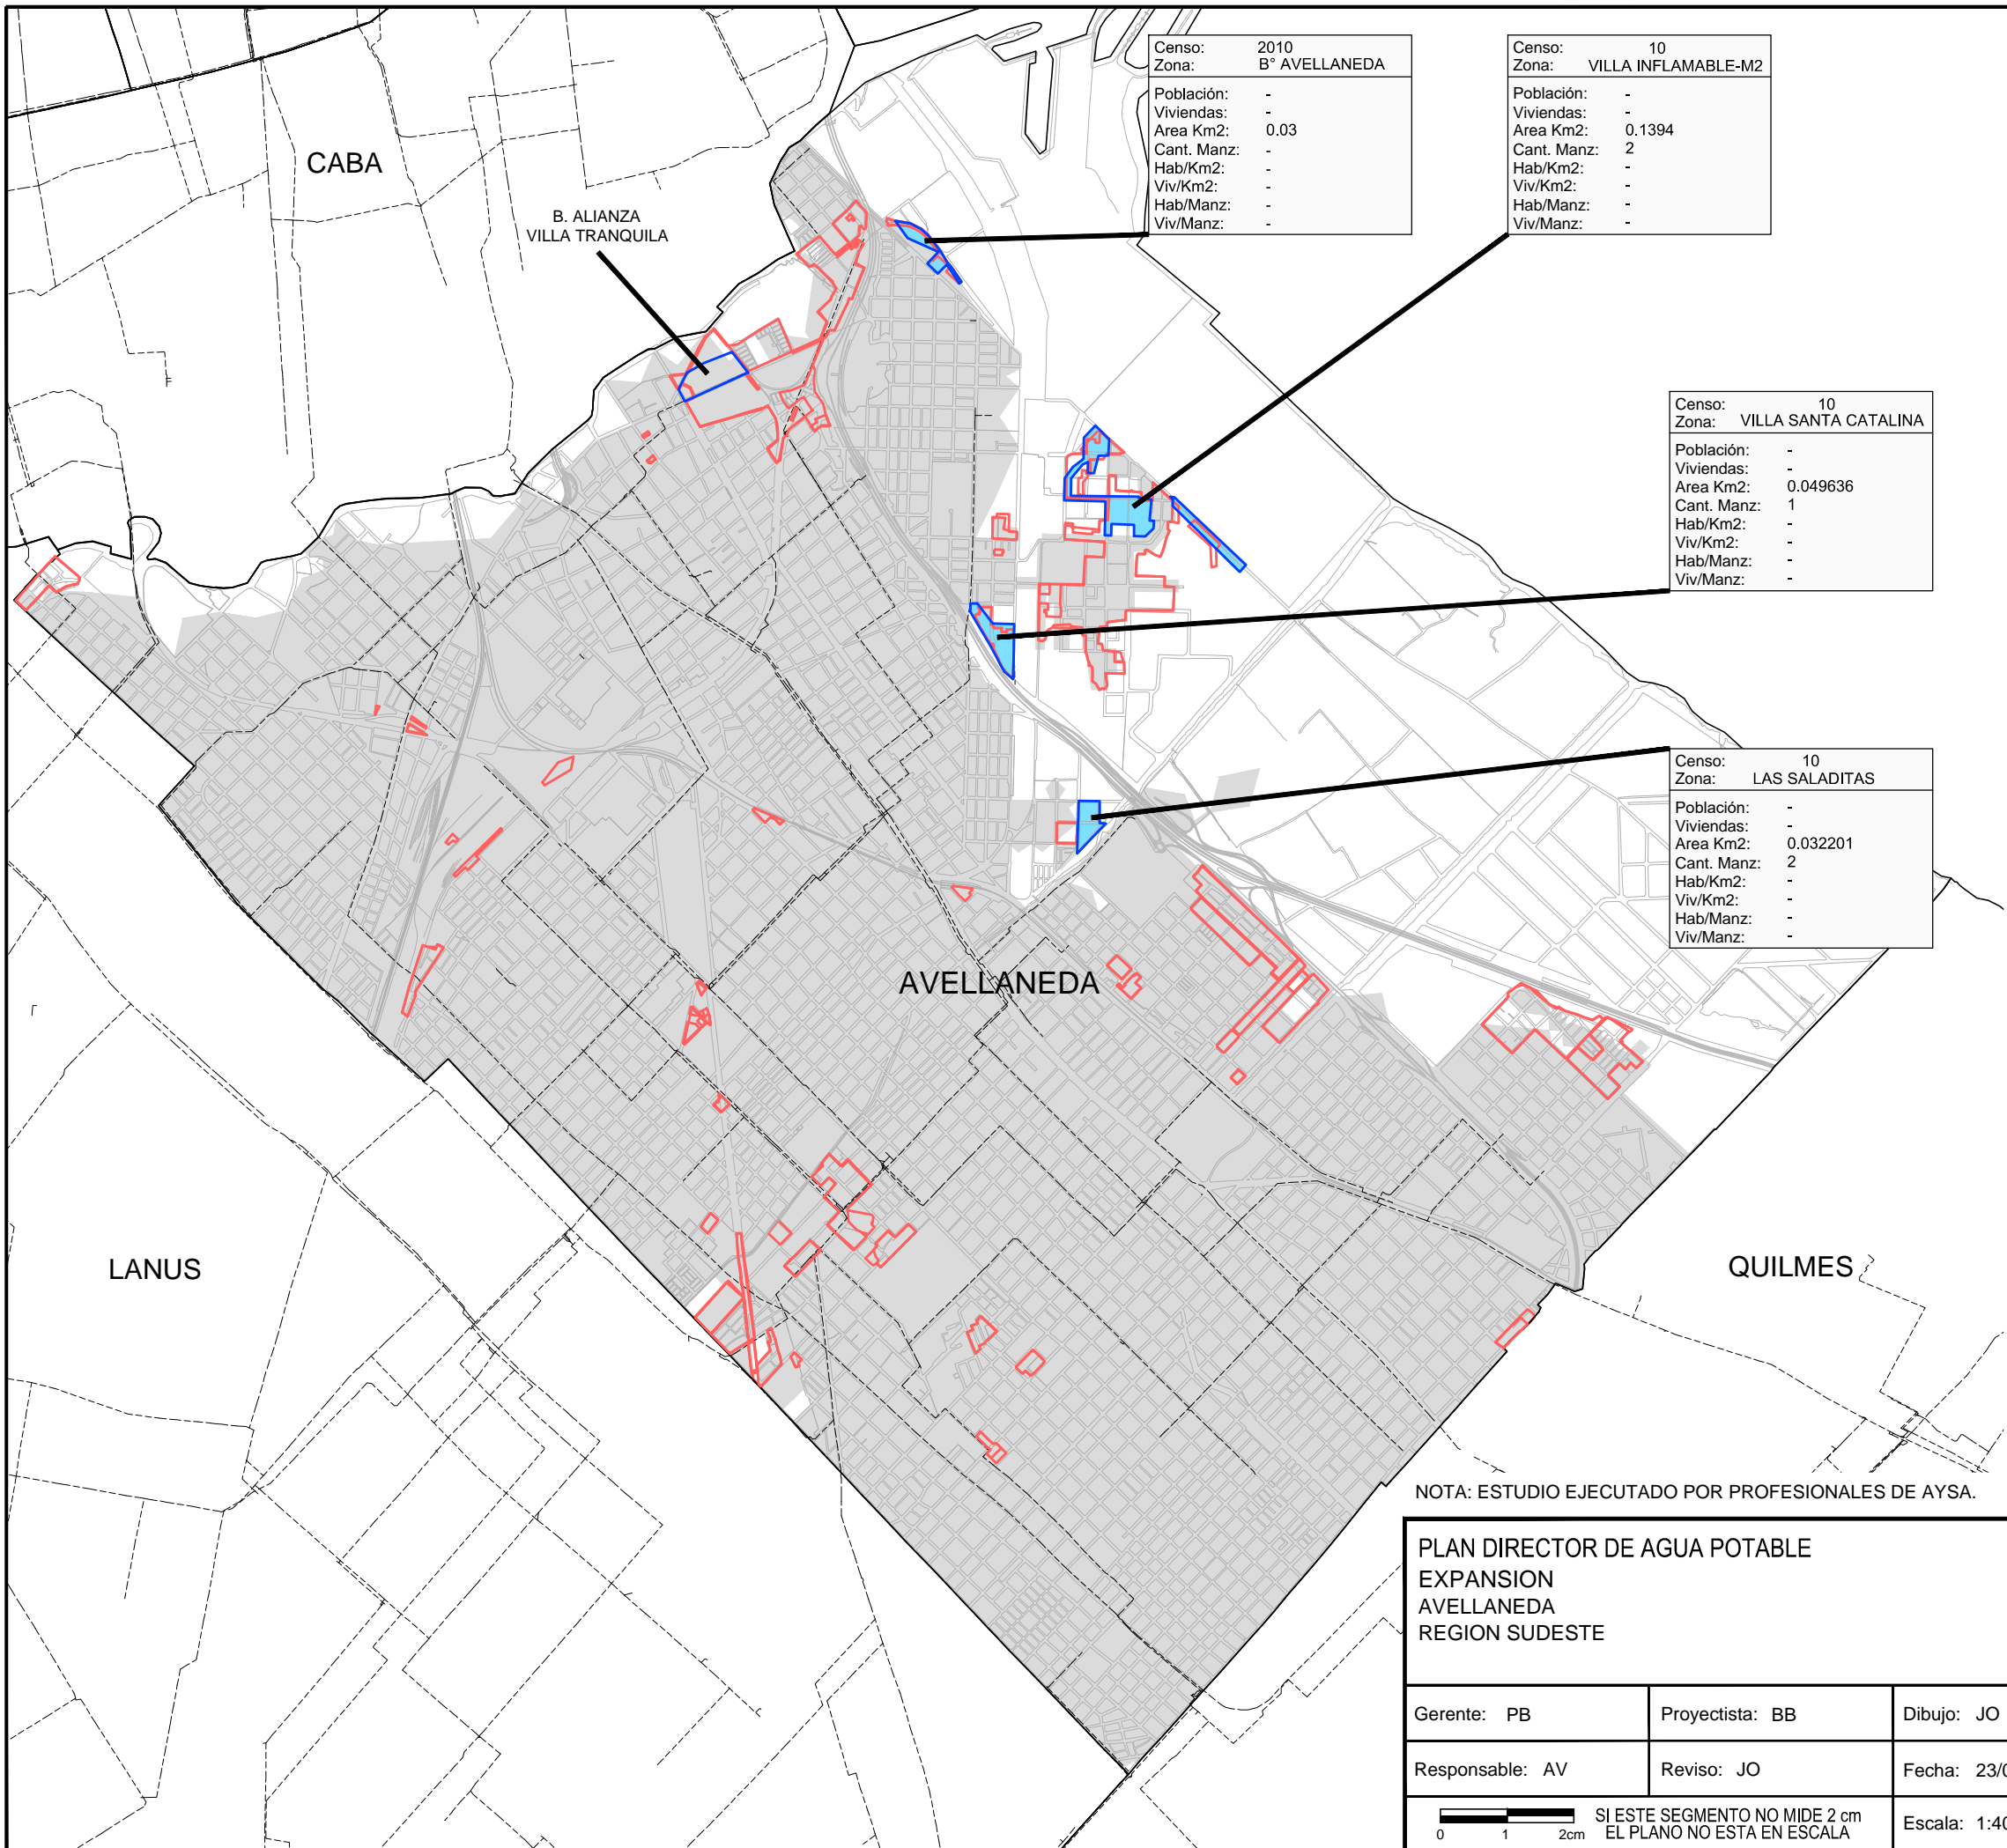 CABA
B. ALIANZA
VILLA TRANQUILA
Censo: 2010
Zona: B° AVELLANEDA
Población: -
Viviendas: -
Area Km2: 0.03
Cant. Manz: -
Hab/Km2: -
Viv/Km2: -
Hab/Manz: -
Viv/Manz: -
Censo: 10
Zona: VILLA INFLAMABLE-M2
Población: -
Viviendas: -
Area Km2: 0.1394
Cant. Manz: 2
Hab/Km2: -
Viv/Km2: -
Hab/Manz: -
Viv/Manz: -
Censo: 10
Zona: VILLA SANTA CATALINA
Población: -
Viviendas: -
Area Km2: 0.049636
Cant. Manz: 1
Hab/Km2: -
Viv/Km2: -
Hab/Manz: -
Viv/Manz: -
Censo: 10
Zona: LAS SALADITAS
Población: -
Viviendas: -
Area Km2: 0.032201
Cant. Manz: 2
Hab/Km2: -
Viv/Km2: -
Hab/Manz: -
Viv/Manz: -
AVELLANEDA
LANUS
QUILMES
NOTA: ESTUDIO EJECUTADO POR PROFESIONALES DE AYSA.
PLAN DIRECTOR DE AGUA POTABLE
EXPANSION
AVELLANEDA
REGION SUDESTE
Gerente: PB
Proyectista: BB
Dibujo: JO
Responsable: AV
Reviso: JO
Fecha: 23/0
0 1 2cm
SI ESTE SEGMENTO NO MIDE 2 cm
EL PLANO NO ESTA EN ESCALA
Escala: 1:40